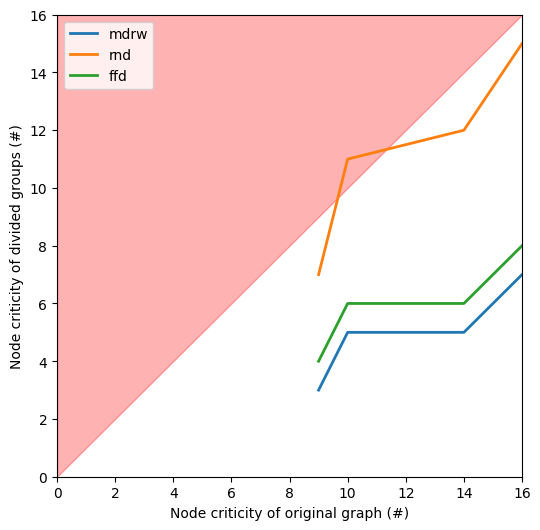 mdrw
rnd
ffd
Node criticity of divided groups (#)
16
14
12
10
8
6
4
2
0
0 2 4 6 8 10 12 14 16
Node criticity of original graph (#)